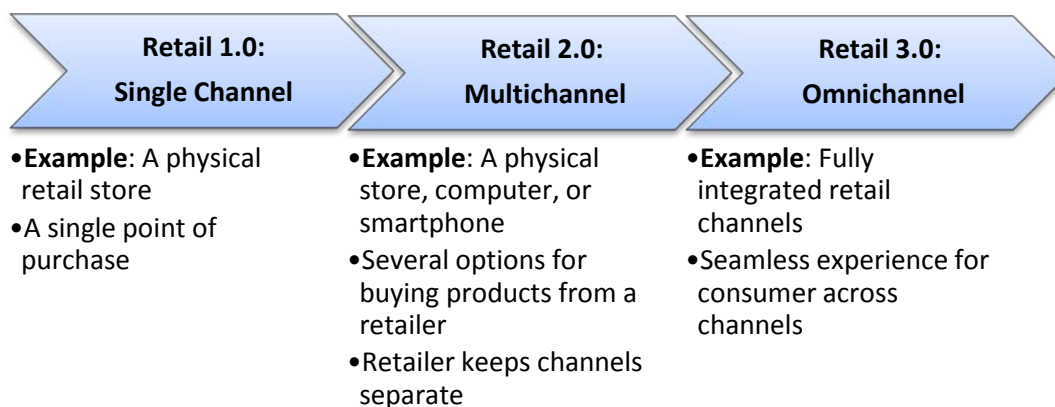 Retail 1.0:
Single Channel
•Example: A physical
retail store
•A single point of
purchase
Retail 2.0:
Multichannel
•Example: A physical
store, computer, or
smartphone
•Several options for
buying products from a
retailer
•Retailer keeps channels
separate
Retail 3.0:
Omnichannel
•Example: Fully
integrated retail
channels
•Seamless experience for
consumer across
channels